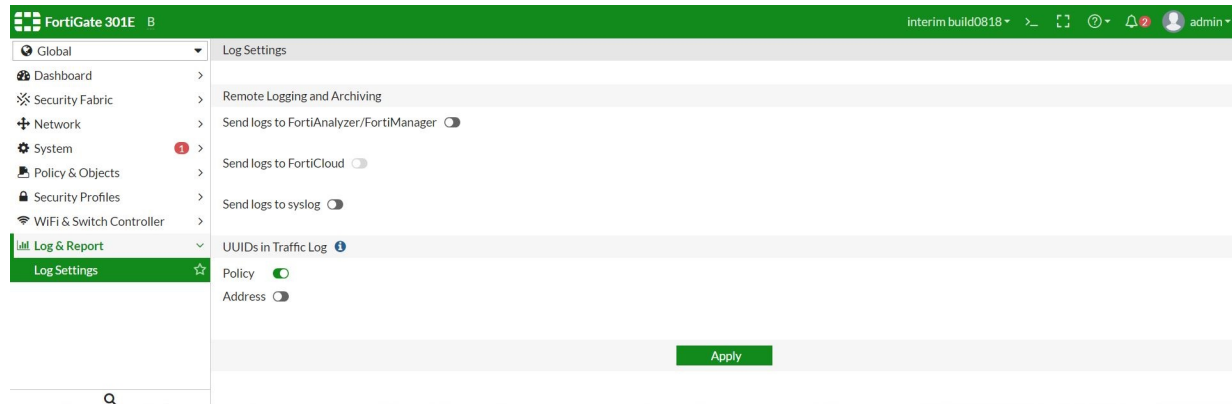 FortiGate 301E B
interim build0818 >_ 2 admin
Global
Dashboard
Security Fabric
Network
System 1
Policy & Objects
Security Profiles
WiFi & Switch Controller
Log & Report
Log Settings
Log Settings
Remote Logging and Archiving
Send logs to FortiAnalyzer/FortiManager
Send logs to FortiCloud
Send logs to syslog
UUIDs in Traffic Log
Policy
Address
Apply